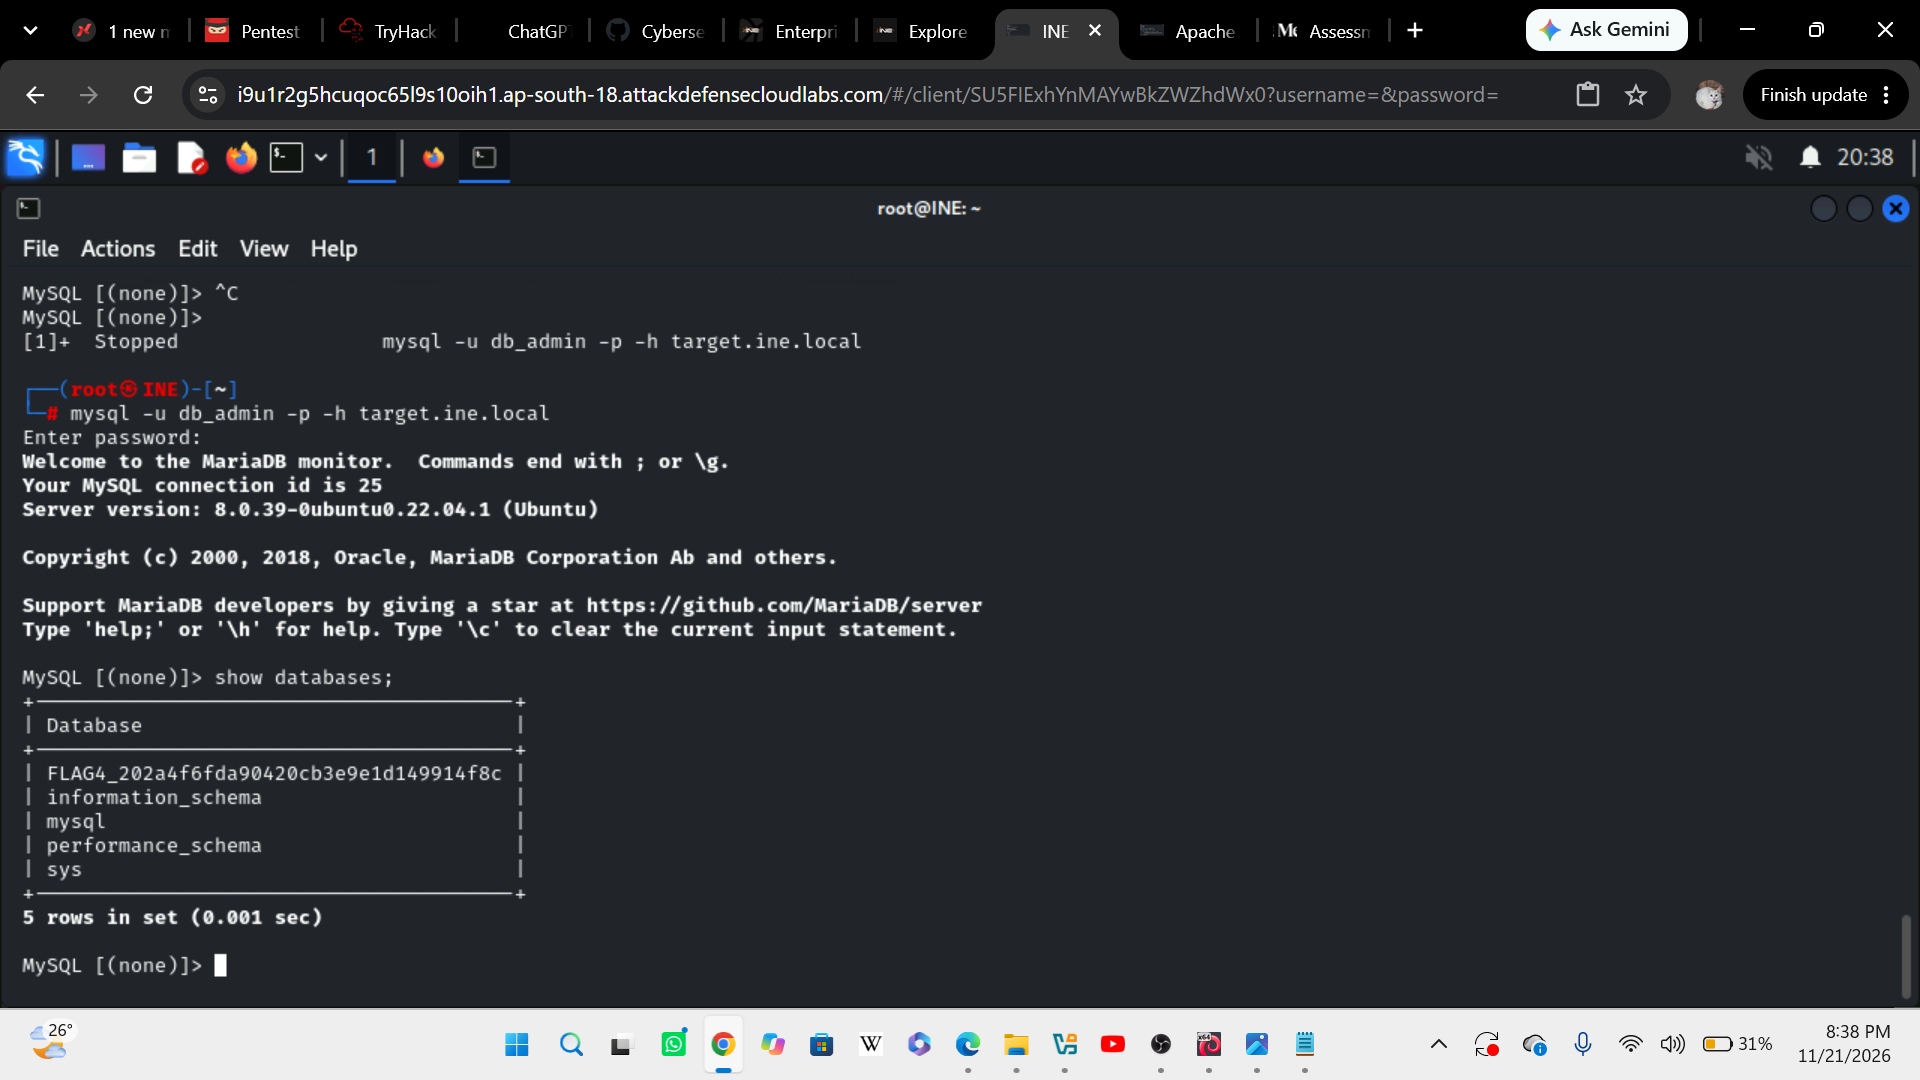 1 new m
Pentest
TryHack
ChatGP
Cyberse
Enterpri
Explore
INE
Apache
Assessm
Ask Gemini
i9u1r2g5hcuqoc65l9s10oih1.ap-south-18.attackdefensecloudlabs.com/#/client/SU5FIExhYnMAYwBkZWZhdWx0?username=&password=
Finish update
1
20:38
root@INE: ~
File Actions Edit View Help
MySQL [(none)]> ^C
MySQL [(none)]>
[1]+  Stopped                 mysql -u db_admin -p -h target.ine.local
┌──(root㉿INE)-[~]
└─# mysql -u db_admin -p -h target.ine.local
Enter password:
Welcome to the MariaDB monitor.  Commands end with ; or \g.
Your MySQL connection id is 25
Server version: 8.0.39-0ubuntu0.22.04.1 (Ubuntu)
Copyright (c) 2000, 2018, Oracle, MariaDB Corporation Ab and others.
Support MariaDB developers by giving a star at https://github.com/MariaDB/server
Type 'help;' or '\h' for help. Type '\c' to clear the current input statement.
MySQL [(none)]> show databases;
| Database |
| FLAG4_202a4f6fda90420cb3e9e1d149914f8c |
| information_schema |
| mysql |
| performance_schema |
| sys |
5 rows in set (0.001 sec)
MySQL [(none)]>
26°
31%
8:38 PM
11/21/2026